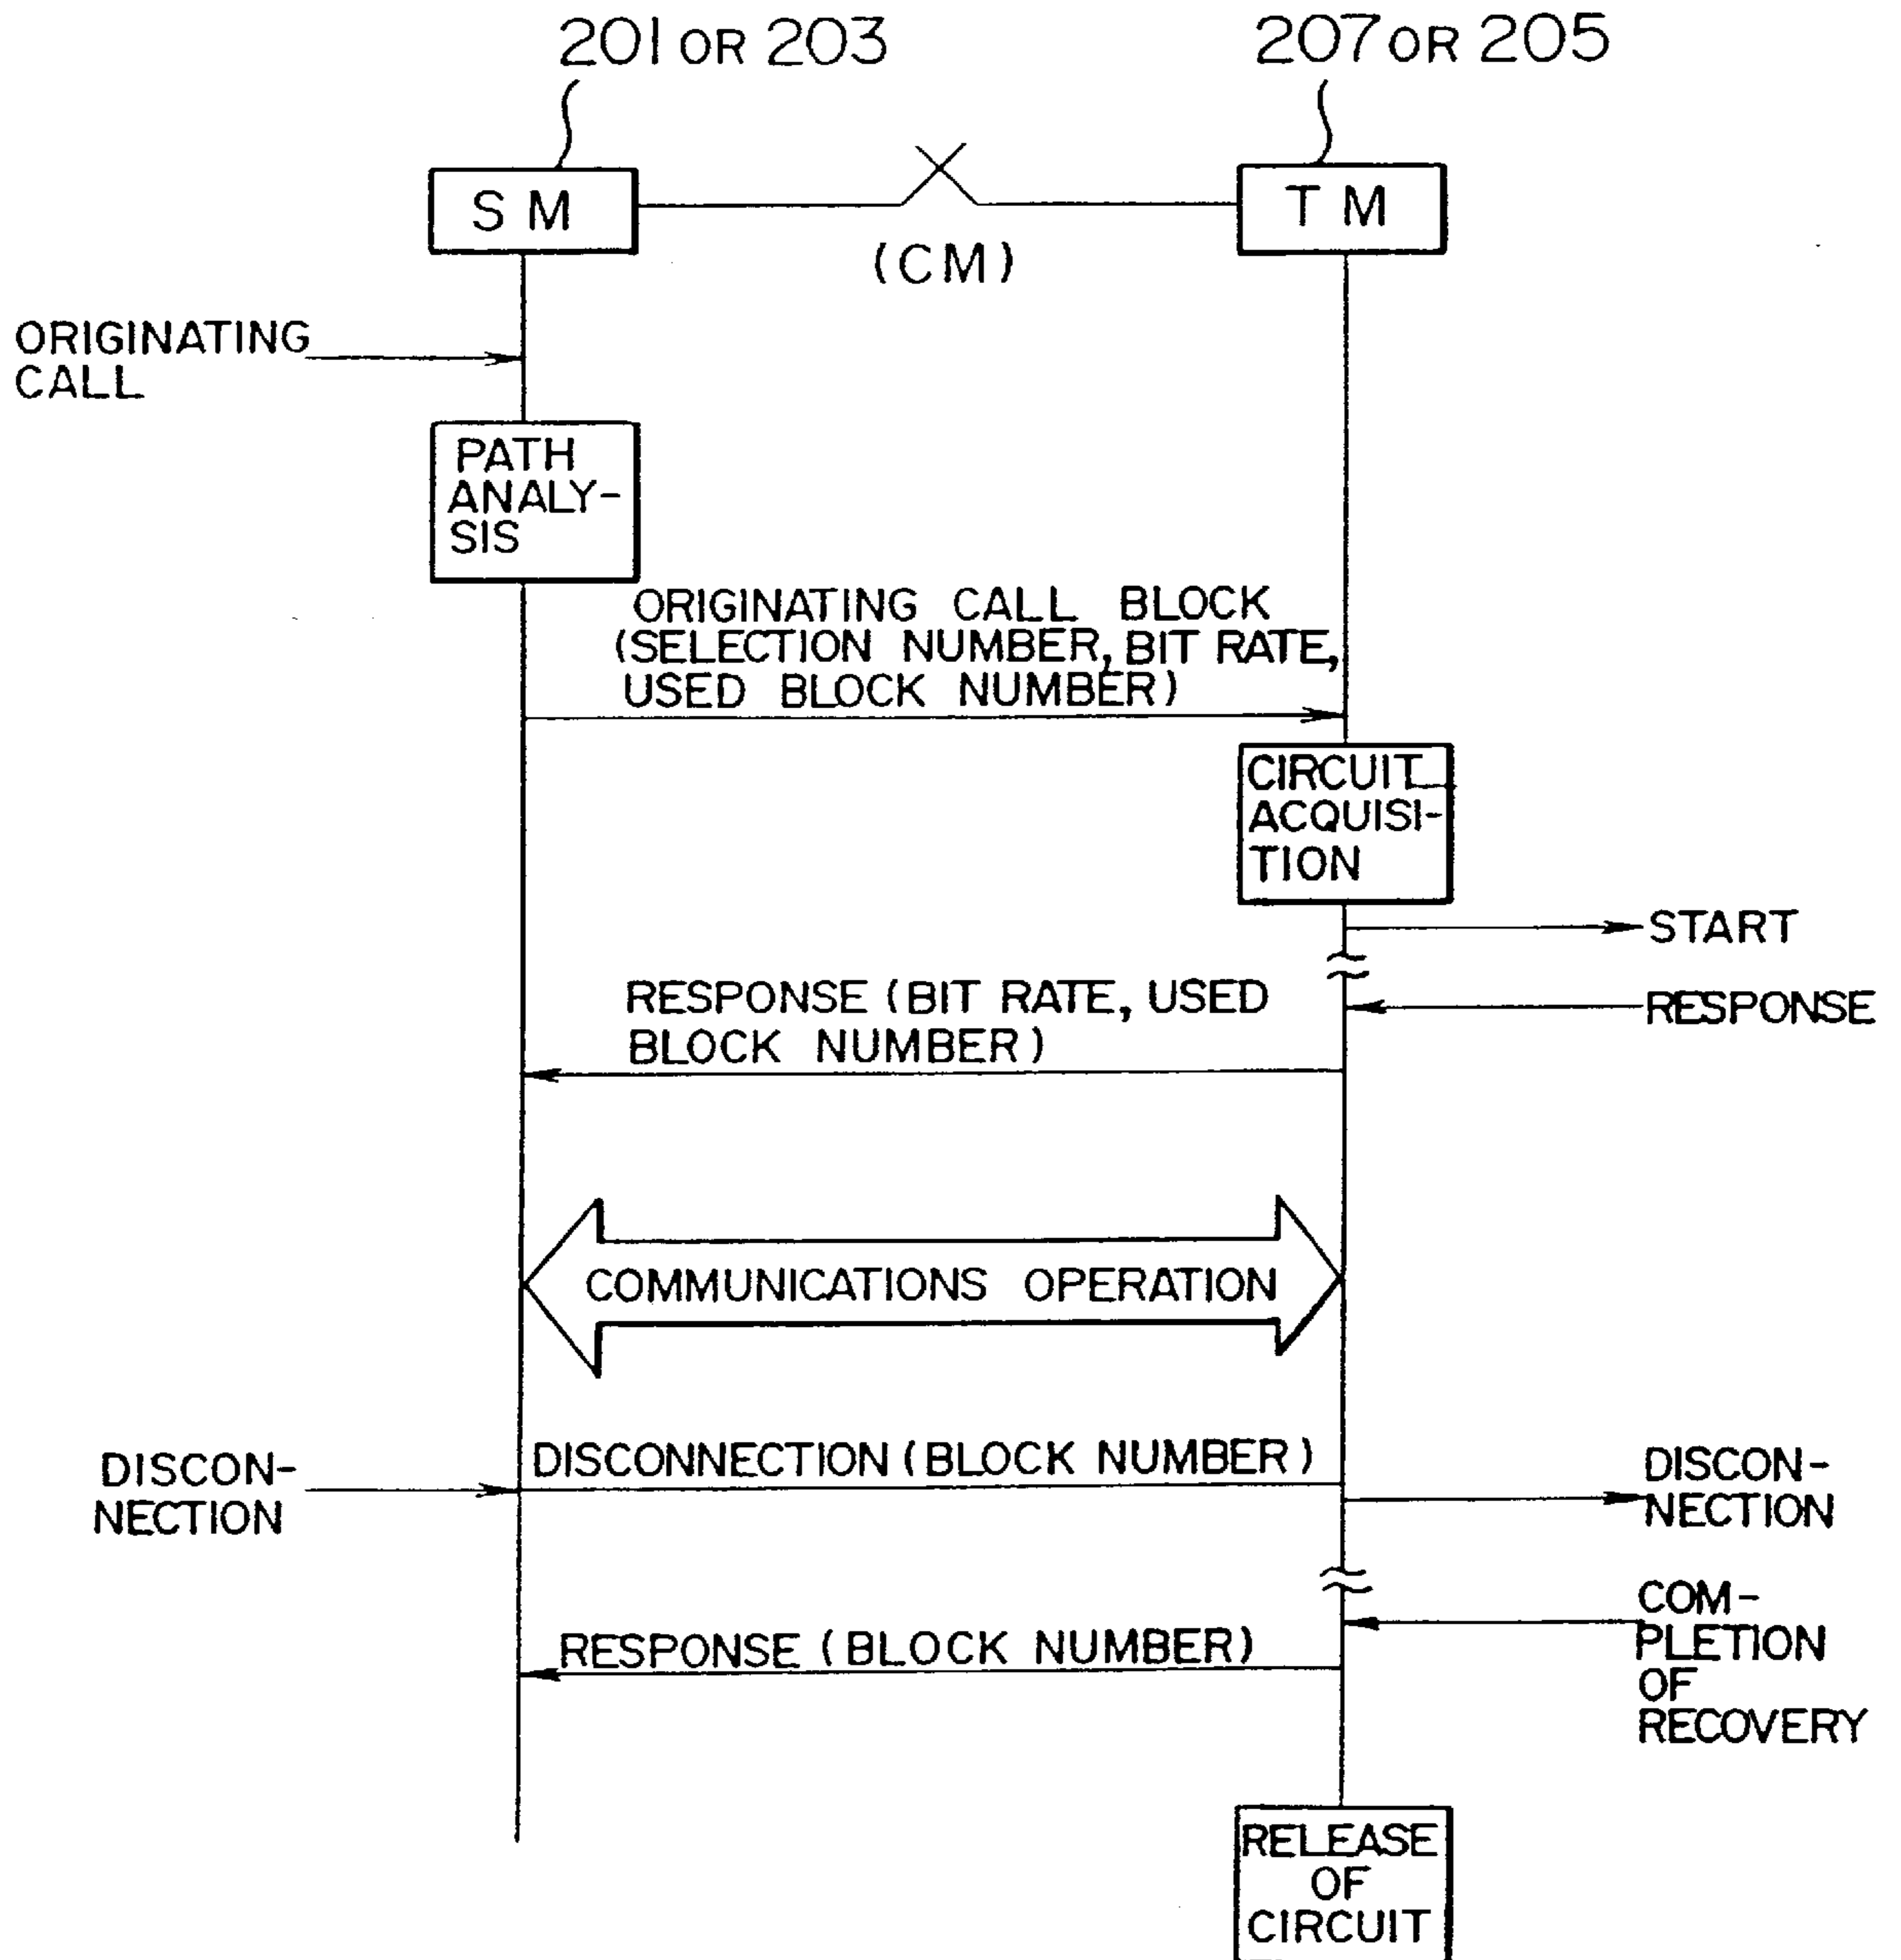 201 OR 203
207 OR 205
SM
TM
(CM)
ORIGINATING
CALL
PATH
ANALY-
SIS
ORIGINATING CALL BLOCK
(SELECTION NUMBER, BIT RATE,
USED BLOCK NUMBER)
CIRCUIT
ACQUISI-
TION
START
RESPONSE (BIT RATE, USED
BLOCK NUMBER)
RESPONSE
COMMUNICATIONS OPERATION
DISCON-
NECTION
DISCONNECTION (BLOCK NUMBER)
DISCON-
NECTION
COM-
PLETION
OF
RECOVERY
RESPONSE (BLOCK NUMBER)
RELEASE
OF
CIRCUIT